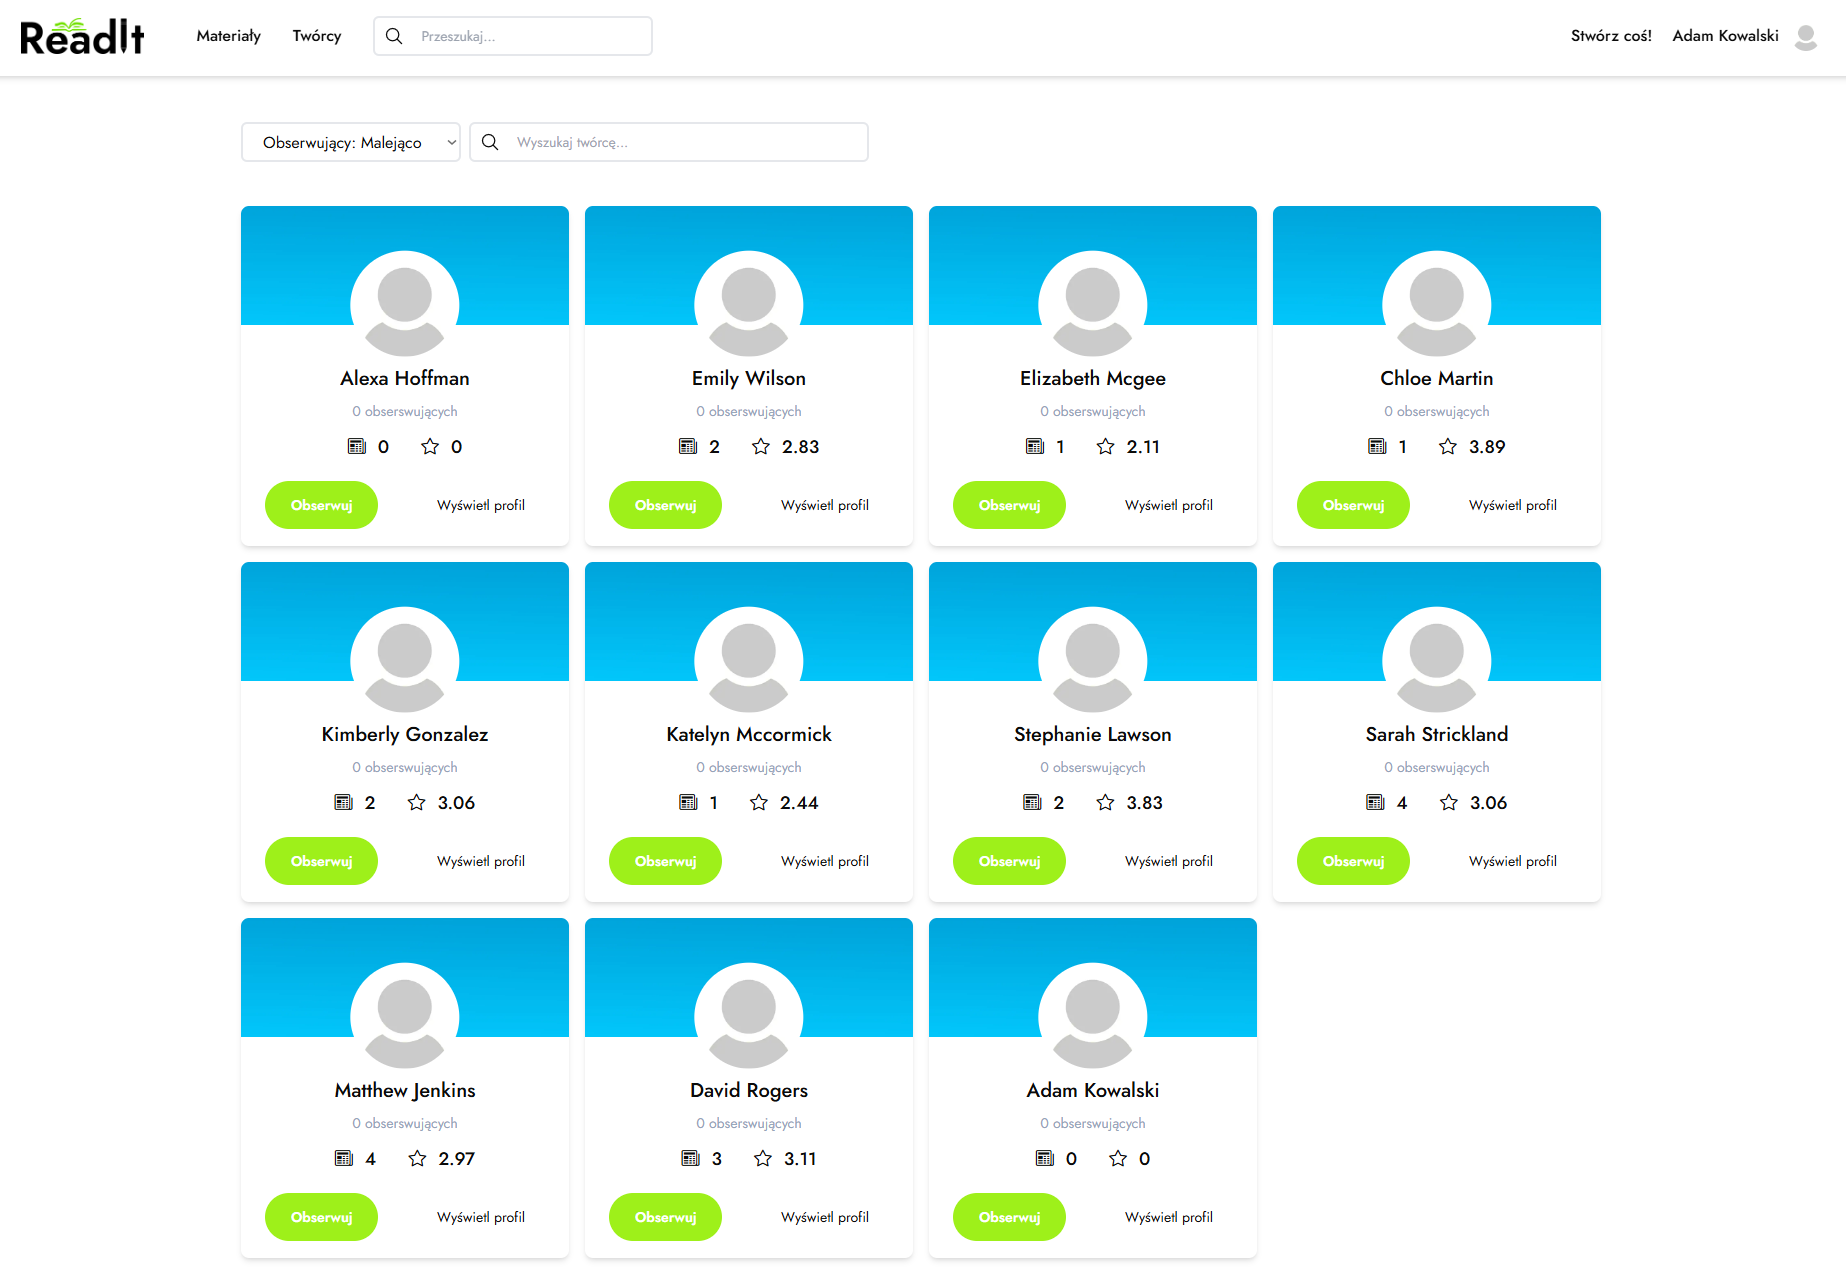 ReadIt
Materiały
Twórcy
Przeszukaj...
Stwórz coś!
Adam Kowalski
Obserwujący: Malejąco
Wyszukaj twórcę...
Alexa Hoffman
0 obserswujących
0 0
Obserwuj Wyświetl profil
Emily Wilson
0 obserswujących
2 2.83
Obserwuj Wyświetl profil
Elizabeth Mcgee
0 obserswujących
1 2.11
Obserwuj Wyświetl profil
Chloe Martin
0 obserswujących
1 3.89
Obserwuj Wyświetl profil
Kimberly Gonzalez
0 obserswujących
2 3.06
Obserwuj Wyświetl profil
Katelyn Mccormick
0 obserswujących
1 2.44
Obserwuj Wyświetl profil
Stephanie Lawson
0 obserswujących
2 3.83
Obserwuj Wyświetl profil
Sarah Strickland
0 obserswujących
4 3.06
Obserwuj Wyświetl profil
Matthew Jenkins
0 obserswujących
4 2.97
Obserwuj Wyświetl profil
David Rogers
0 obserswujących
3 3.11
Obserwuj Wyświetl profil
Adam Kowalski
0 obserswujących
0 0
Obserwuj Wyświetl profil